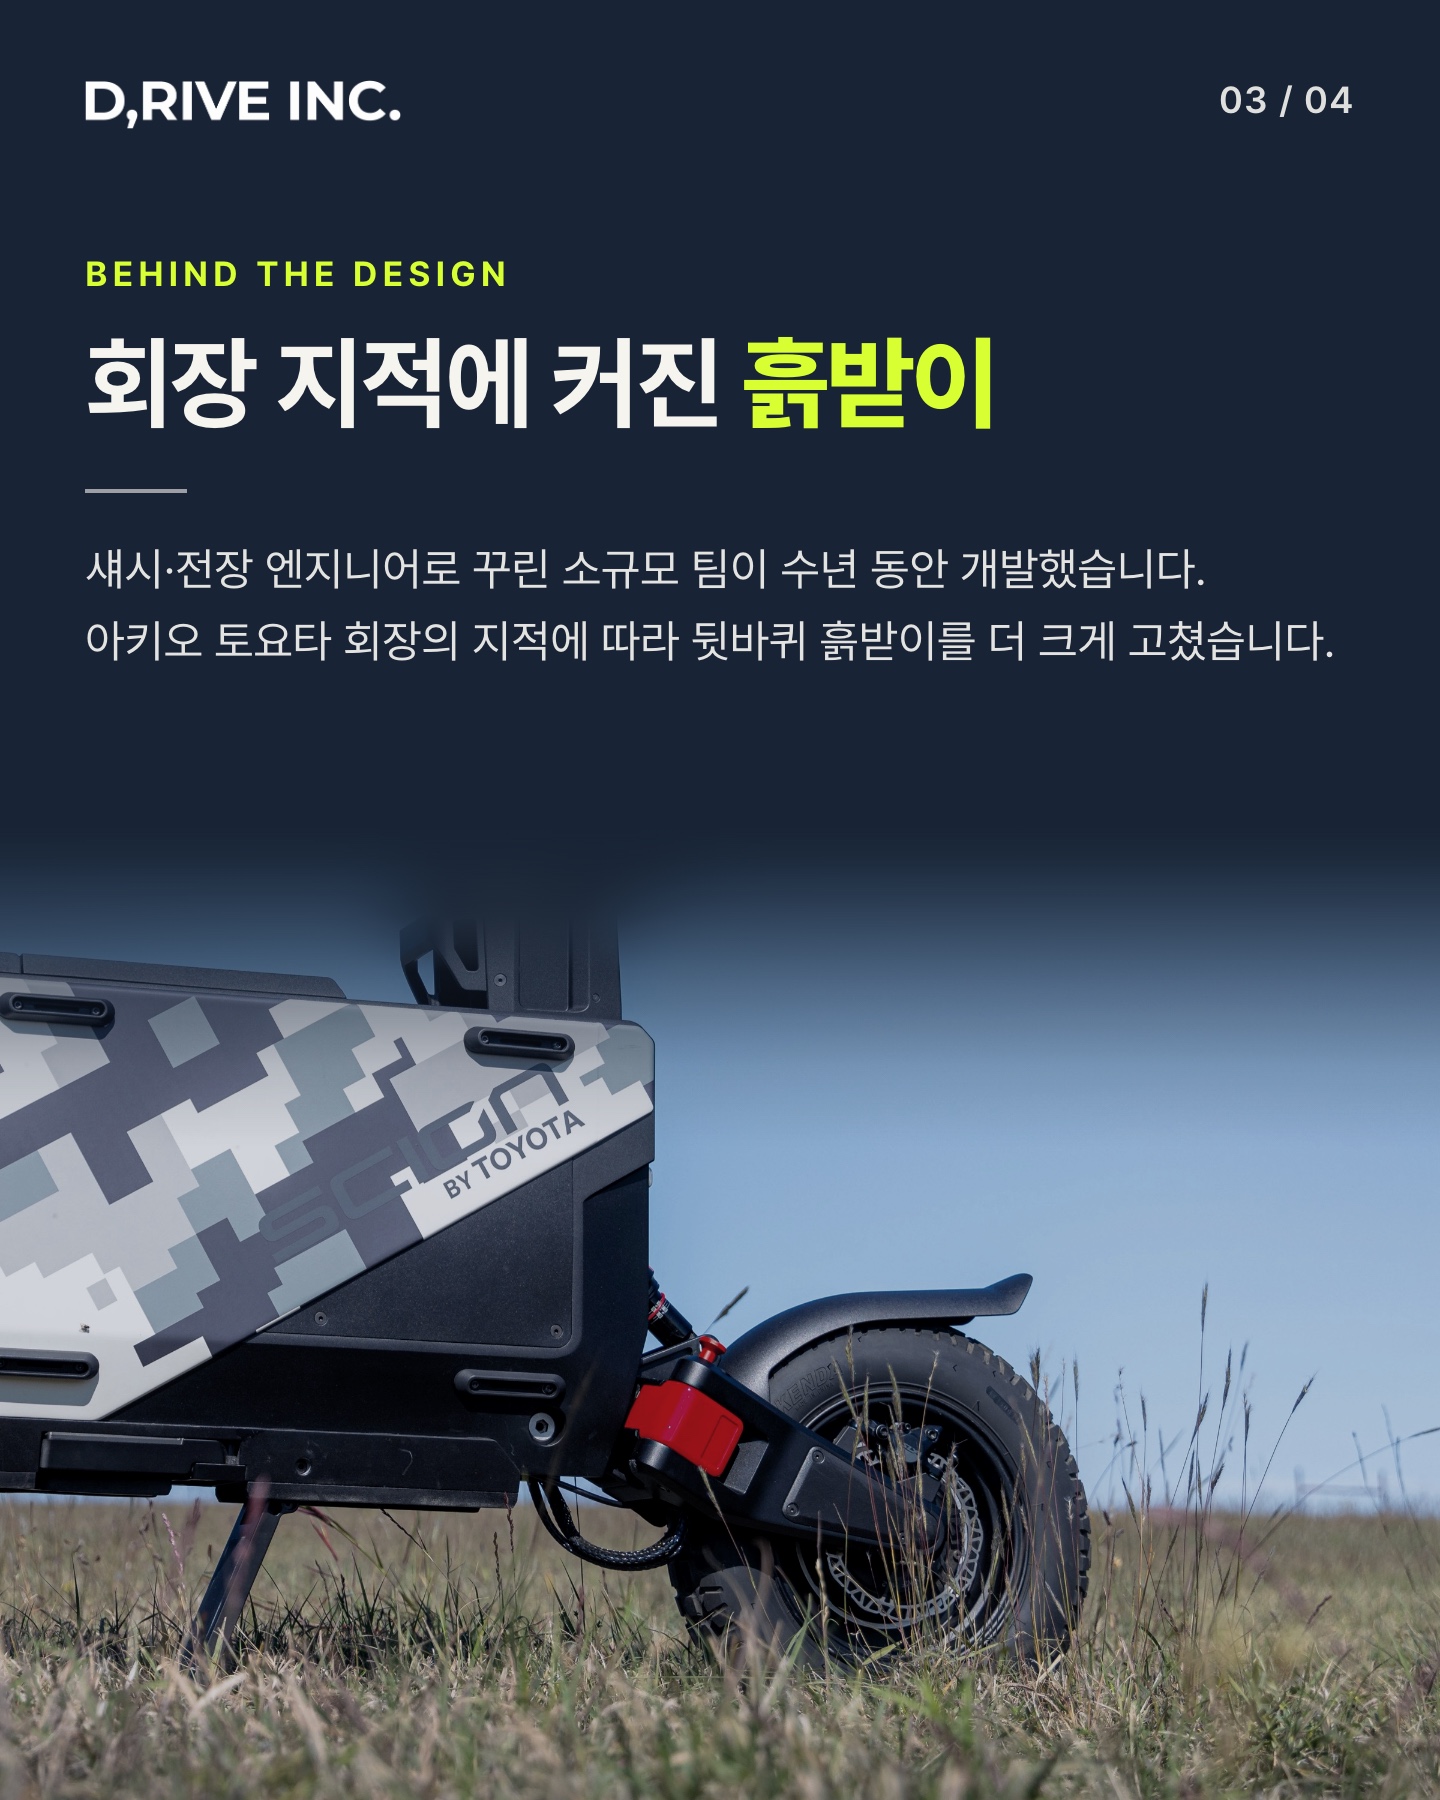 D,RIVE INC.
03 / 04
BEHIND THE DESIGN
회장 지적에 커진 흙받이
섀시·전장 엔지니어로 꾸린 소규모 팀이 수년 동안 개발했습니다.
아키오 토요타 회장의 지적에 따라 뒷바퀴 흙받이를 더 크게 고쳤습니다.
SCION
BY TOYOTA
KENDA